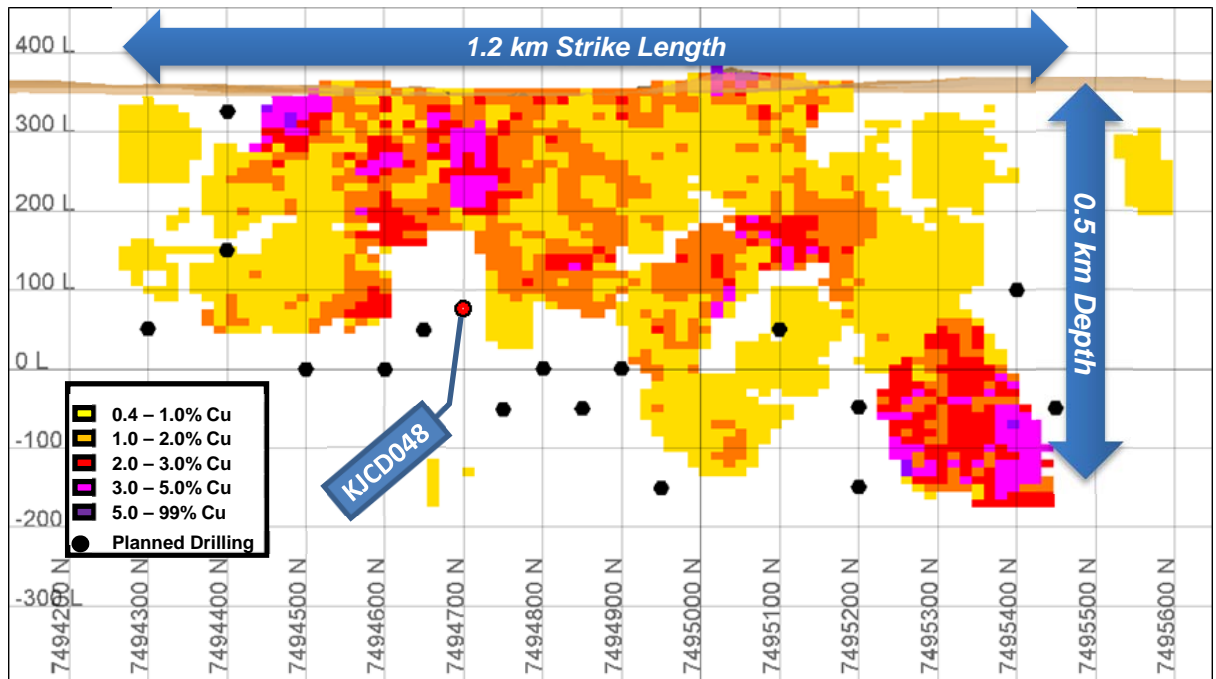 400 L
1.2 km Strike Length
300 L
200 L
100 L
0 L
-100
-200
-300 L
0.5 km Depth
KJCD048
0.4 – 1.0% Cu
1.0 – 2.0% Cu
2.0 – 3.0% Cu
3.0 – 5.0% Cu
5.0 – 99% Cu
Planned Drilling
7494200 N
7494300 N
7494400 N
7494500 N
7494600 N
7494700 N
7494800 N
7494900 N
7495000 N
7495100 N
7495200 N
7495300 N
7495400 N
7495500 N
7495600 N